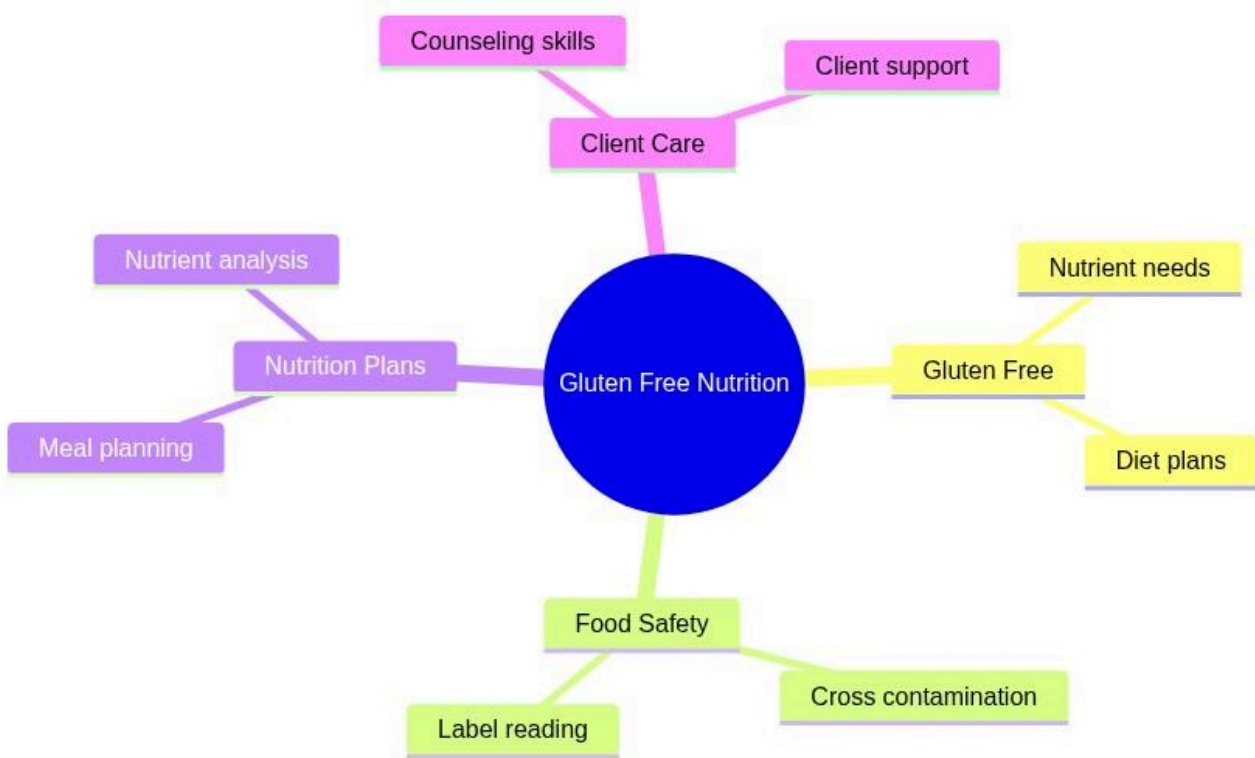 Counseling skills
Client support
Client Care
Nutrient analysis
Nutrient needs
Nutrition Plans
Gluten Free Nutrition
Gluten Free
Meal planning
Diet plans
Food Safety
Cross contamination
Label reading